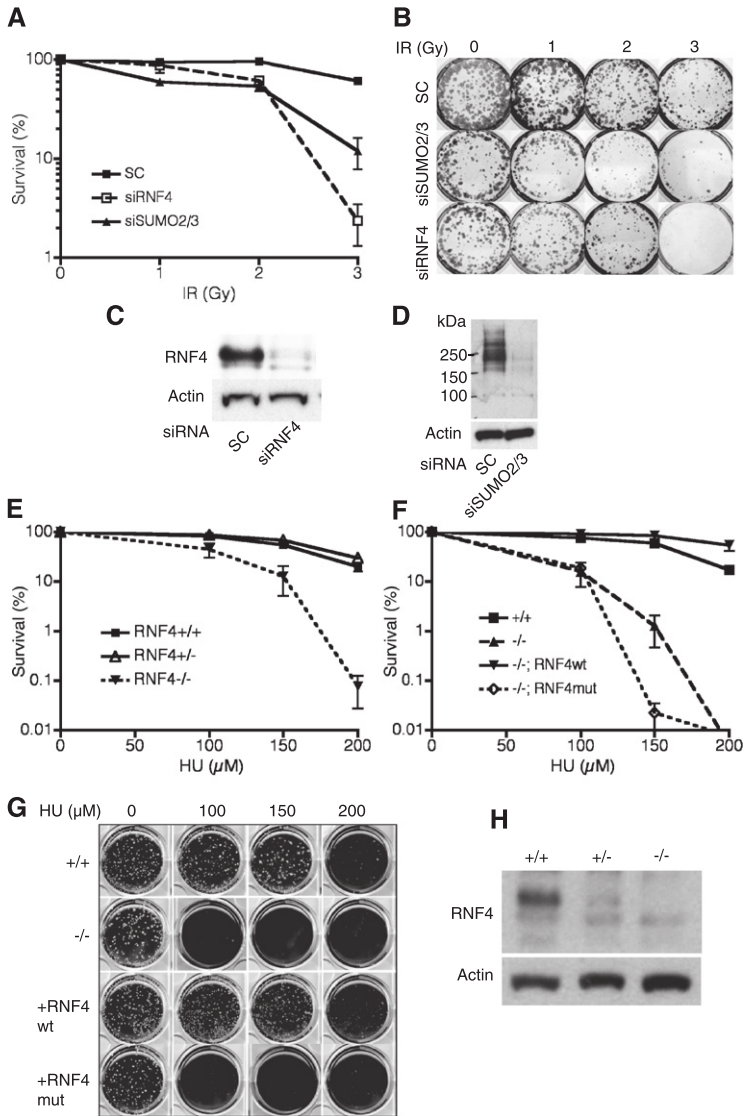 A
Survival (%)
100
10
1
SC
siRNF4
siSUMO2/3
0 1 2 3
IR (Gy)
B
IR (Gy) 0 1 2 3
SC
siSUMO2/3
siRNF4
C
RNF4
Actin
siRNA SC siRNF4
D
kDa
250
150
100
Actin
siRNA SC siSUMO2/3
E
Survival (%)
100
10
1
0.1
0.01
RNF4+/+
RNF4+/-
RNF4-/-
0 50 100 150 200
HU (µM)
F
Survival (%)
100
10
1
0.1
0.01
+/+
-/-
-/-; RNF4wt
-/-; RNF4mut
0 50 100 150 200
HU (µM)
G
HU (µM) 0 100 150 200
+/+
-/-
+RNF4
wt
+RNF4
mut
H
+/+ +/- -/-
RNF4
Actin